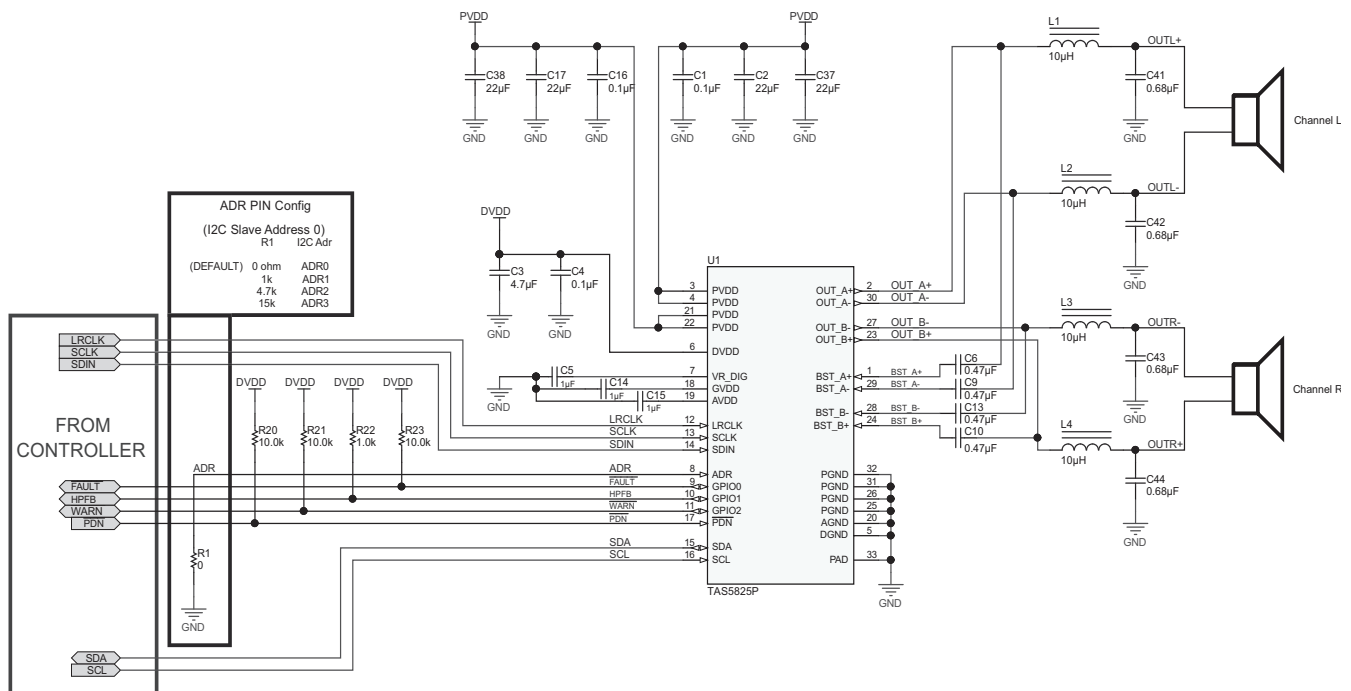 PVDD
PVDD
L1
OUTL+
10µH
C38
22µF
C17
22µF
C16
0.1µF
C1
0.1µF
C2
22µF
C37
22µF
C41
0.68µF
GND
GND
GND
GND
GND
GND
GND
Channel L
L2
OUTL-
10µH
C42
0.68µF
GND
ADR PIN Config
(I2C Slave Address 0)
R1 I2C Adr
(DEFAULT) 0 ohm ADR0
1k ADR1
4.7k ADR2
15k ADR3
DVDD
C3
4.7µF
C4
0.1µF
GND
GND
U1
3 PVDD
4 PVDD
21 PVDD
22 PVDD
6 DVDD
7 VR_DIG
18 GVDD
19 AVDD
12 LRCLK
13 SCLK
14 SDIN
8 ADR
9 GPIO0
10 GPIO1
11 GPIO2
17 PDN
15 SDA
16 SCL
OUT_A+ 2 OUT_A+
OUT_A- 30 OUT_A-
OUT_B- 27 OUT_B-
OUT_B+ 23 OUT_B+
BST_A+ 1 BST_A+
BST_A- 29 BST_A-
BST_B- 28 BST_B-
BST_B+ 24 BST_B+
PGND 32
PGND 31
PGND 26
PGND 25
AGND 20
DGND 5
PAD 33
TAS5825P
GND
C6
0.47µF
C9
0.47µF
C13
0.47µF
C10
0.47µF
L3
OUTR-
10µH
C43
0.68µF
GND
Channel R
L4
OUTR+
10µH
C44
0.68µF
GND
C5
1µF
C14
1µF
C15
1µF
GND
LRCLK
SCLK
SDIN
LRCLK
SCLK
SDIN
DVDD
DVDD
DVDD
DVDD
R20
10.0k
R21
10.0k
R22
1.0k
R23
10.0k
FROM
CONTROLLER
ADR
ADR
FAULT
HPFB
WARN
PDN
FAULT
HPFB
WARN
PDN
R1
0
GND
SDA
SCL
SDA
SCL